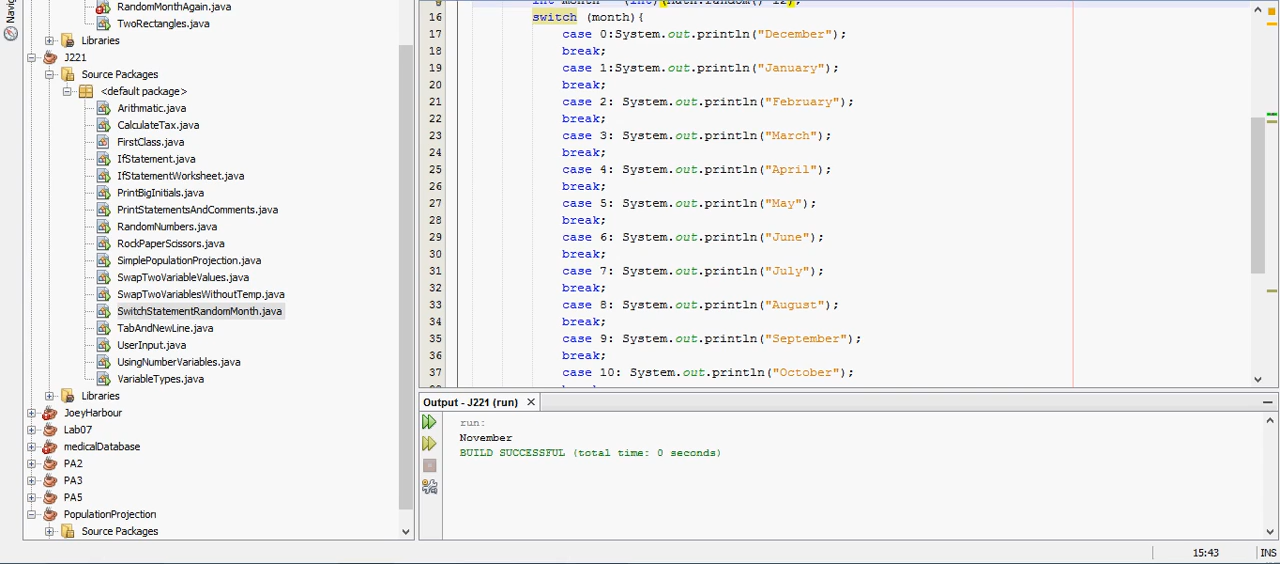 Navig
RandomMonthAgain.java
TwoRectangles.java
Libraries
J221
Source Packages
<default package>
Arithmatic.java
CalculateTax.java
FirstClass.java
IfStatement.java
IfStatementWorksheet.java
PrintBigInitials.java
PrintStatementsAndComments.java
RandomNumbers.java
RockPaperScissors.java
SimplePopulationProjection.java
SwapTwoVariableValues.java
SwapTwoVariablesWithoutTemp.java
SwitchStatementRandomMonth.java
TabAndNewLine.java
UserInput.java
UsingNumberVariables.java
VariableTypes.java
Libraries
JoeyHarbour
Lab07
medicalDatabase
PA2
PA3
PA5
PopulationProjection
Source Packages
int month = (int)(Math.random()*12);
16 switch (month){
17 case 0:System.out.println("December");
18 break;
19 case 1:System.out.println("January");
20 break;
21 case 2: System.out.println("February");
22 break;
23 case 3: System.out.println("March");
24 break;
25 case 4: System.out.println("April");
26 break;
27 case 5: System.out.println("May");
28 break;
29 case 6: System.out.println("June");
30 break;
31 case 7: System.out.println("July");
32 break;
33 case 8: System.out.println("August");
34 break;
35 case 9: System.out.println("September");
36 break;
37 case 10: System.out.println("October");
Output - J221 (run)
run:
November
BUILD SUCCESSFUL (total time: 0 seconds)
15:43 INS